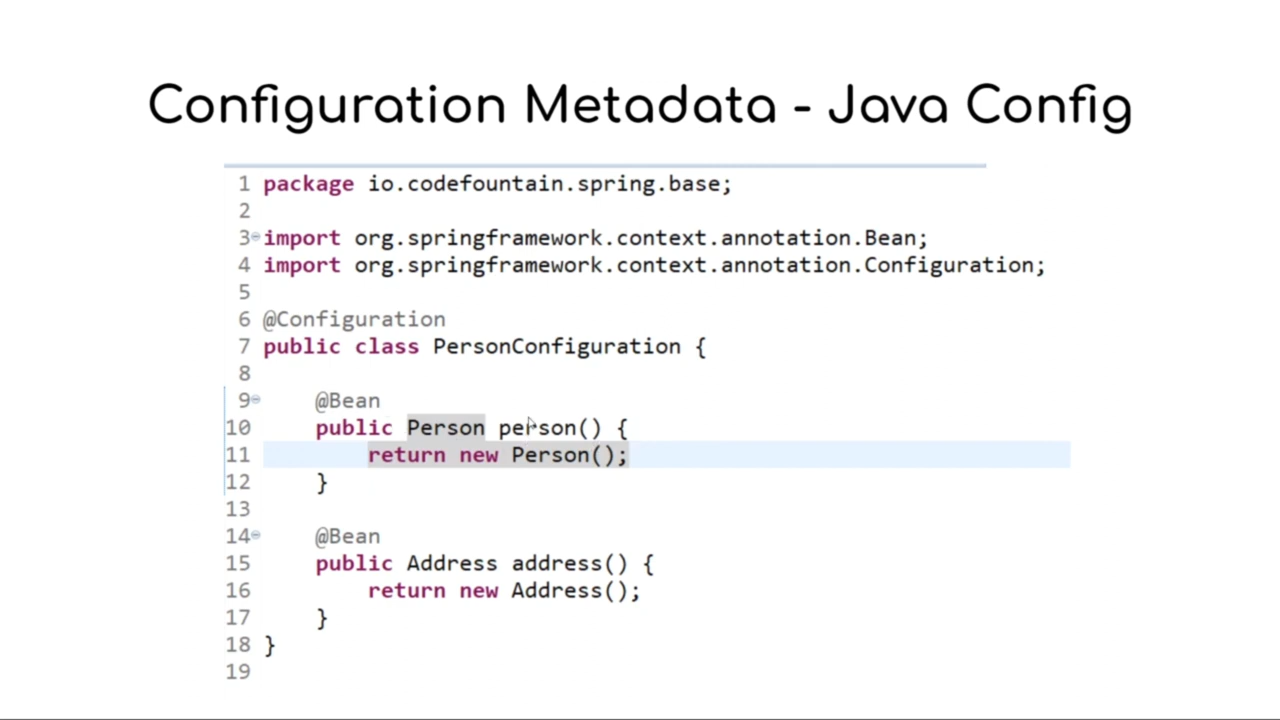 Configuration Metadata - Java Config
1 package io.codefountain.spring.base;
2
3 import org.springframework.context.annotation.Bean;
4 import org.springframework.context.annotation.Configuration;
5
6 @Configuration
7 public class PersonConfiguration {
8
9 @Bean
10 public Person person() {
11 return new Person();
12 }
13
14 @Bean
15 public Address address() {
16 return new Address();
17 }
18 }
19